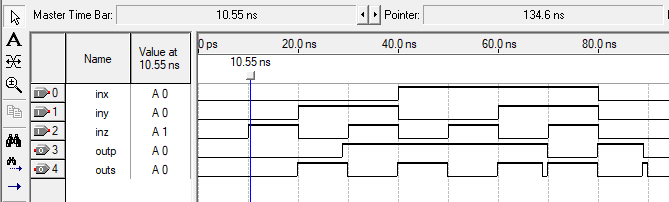 Master Time Bar: 10.55 ns Pointer: 134.6 ns
Name Value at 10.55 ns 0 ps 20.0 ns 40.0 ns 60.0 ns 80.0 ns
10.55 ns
0 inx A 0
1 iny A 0
2 inz A 1
3 outp A 0
4 outs A 0
A